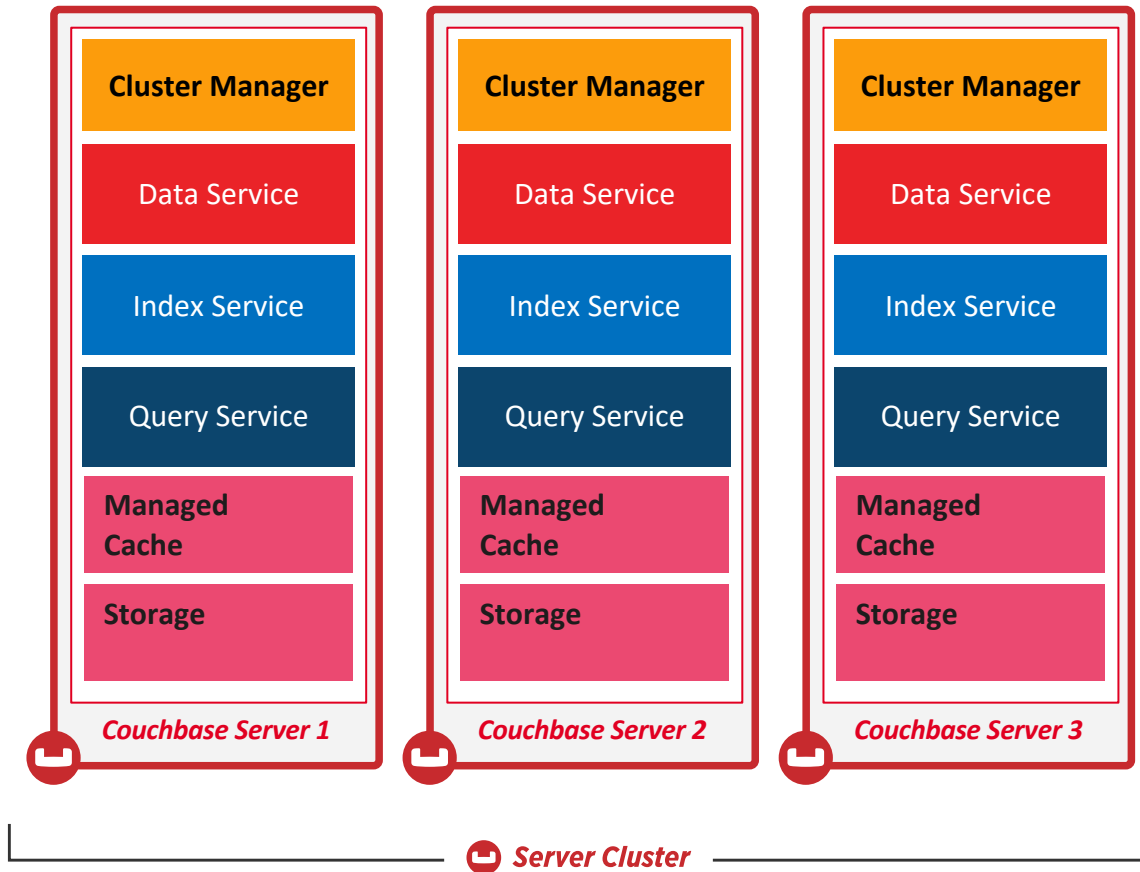 Cluster Manager
Data Service
Index Service
Query Service
Managed
Cache
Storage
Couchbase Server 1
Cluster Manager
Data Service
Index Service
Query Service
Managed
Cache
Storage
Couchbase Server 2
Cluster Manager
Data Service
Index Service
Query Service
Managed
Cache
Storage
Couchbase Server 3
Server Cluster